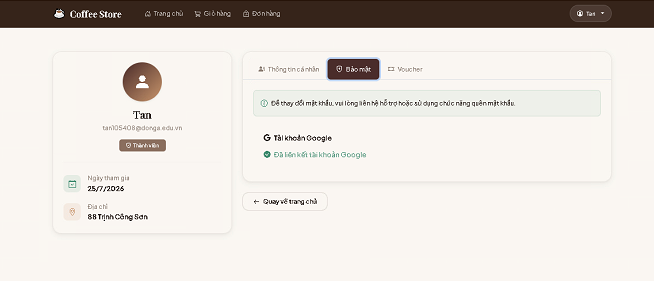 Coffee Store
Trang chủ
Giỏ hàng
Đơn hàng
Tan
Tan
tan105408@donga.edu.vn
Thành viên
Ngày tham gia
25/7/2026
Địa chỉ
88 Trịnh Công Sơn
Thông tin cá nhân
Bảo mật
Voucher
Để thay đổi mật khẩu, vui lòng liên hệ hỗ trợ hoặc sử dụng chức năng quên mật khẩu.
Tài khoản Google
Đã liên kết tài khoản Google
← Quay về trang chủ